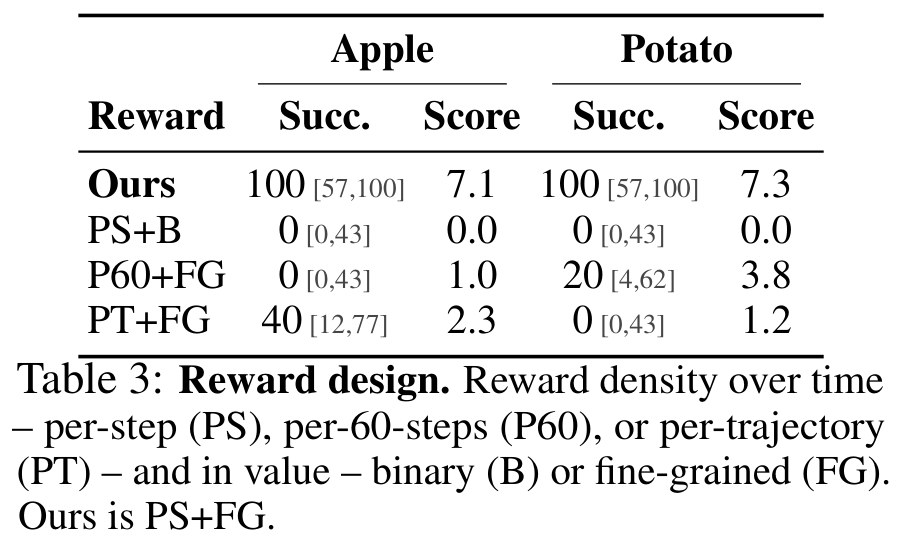 Apple Potato
Reward Succ. Score Succ. Score
Ours 100 [57,100] 7.1 100 [57,100] 7.3
PS+B 0 [0,43] 0.0 0 [0,43] 0.0
P60+FG 0 [0,43] 1.0 20 [4,62] 3.8
PT+FG 40 [12,77] 2.3 0 [0,43] 1.2
Table 3: Reward design. Reward density over time
– per-step (PS), per-60-steps (P60), or per-trajectory
(PT) – and in value – binary (B) or fine-grained (FG).
Ours is PS+FG.